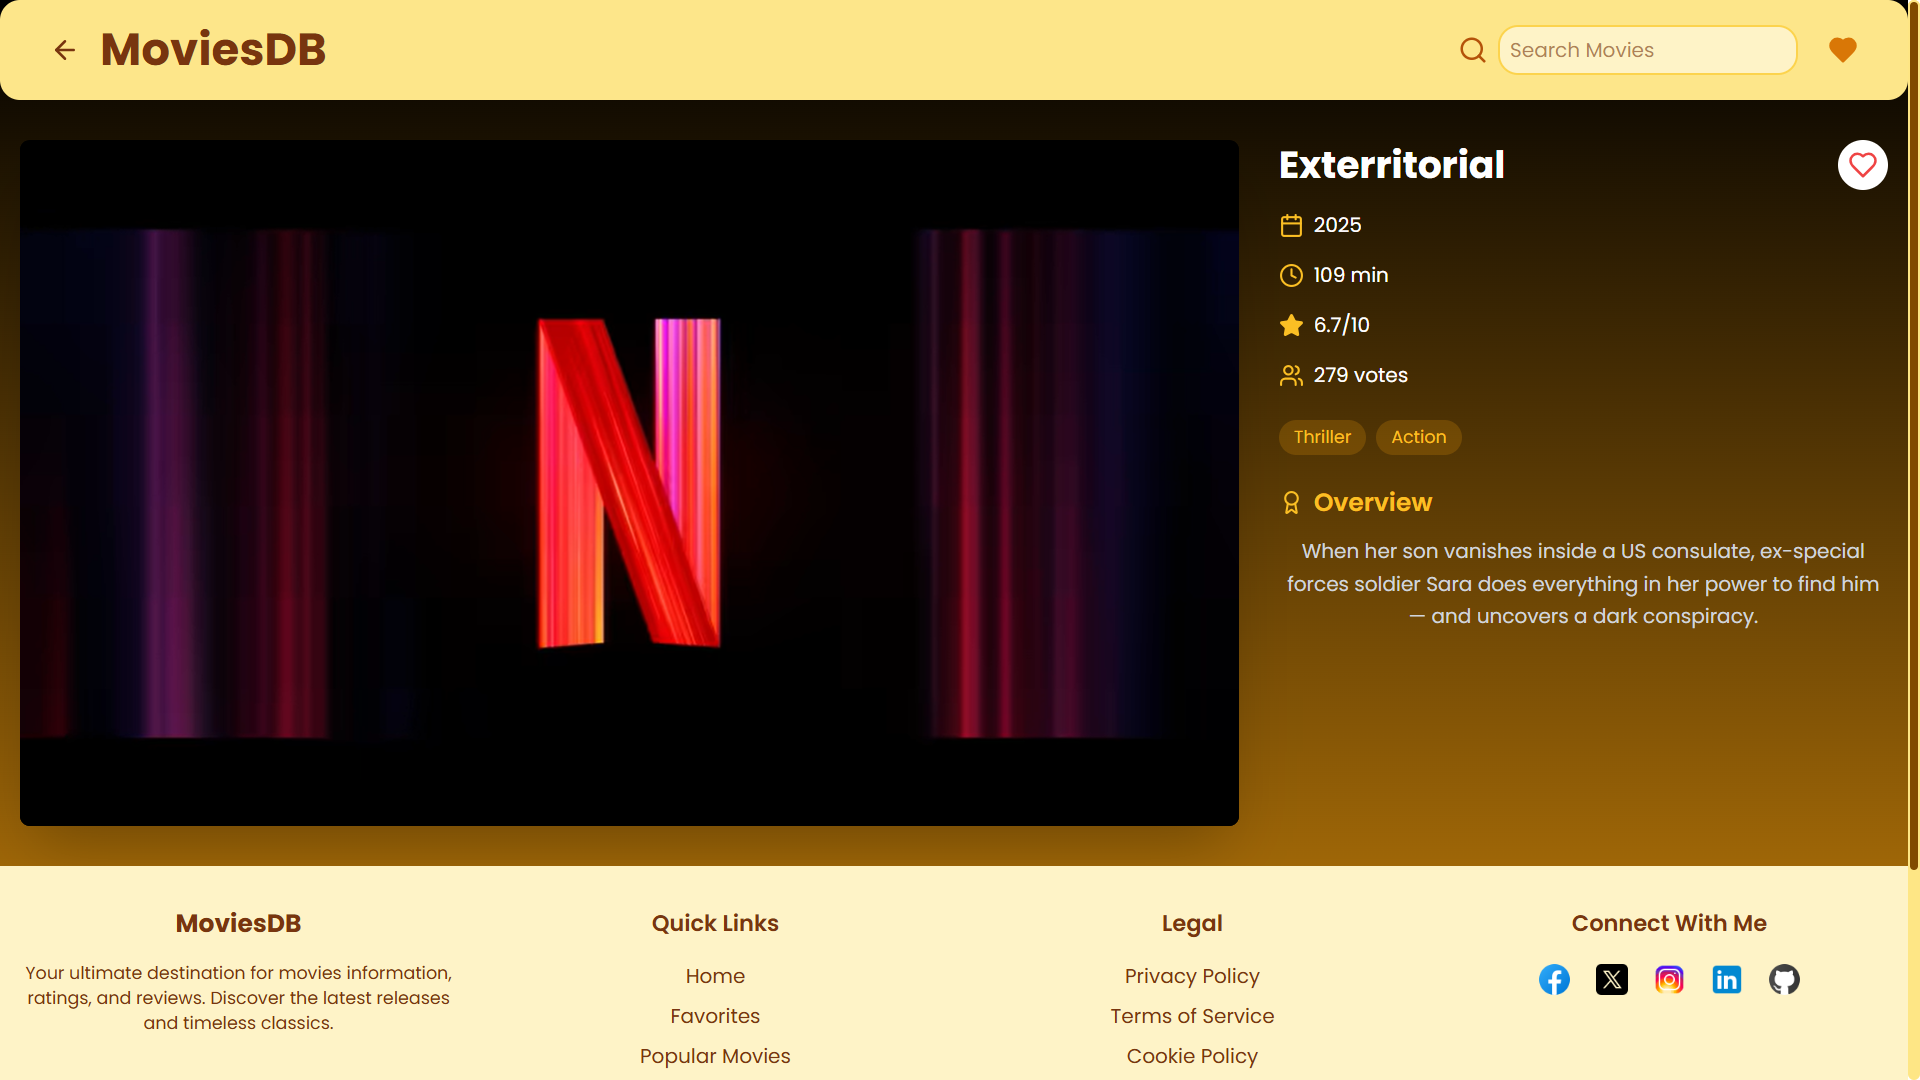 MoviesDB
Search Movies
N
Exterritorial
2025
109 min
6.7/10
279 votes
Thriller
Action
Overview
When her son vanishes inside a US consulate, ex-special
forces soldier Sara does everything in her power to find him
— and uncovers a dark conspiracy.
MoviesDB
Your ultimate destination for movies information,
ratings, and reviews. Discover the latest releases
and timeless classics.
Quick Links
Home
Favorites
Popular Movies
Legal
Privacy Policy
Terms of Service
Cookie Policy
Connect With Me